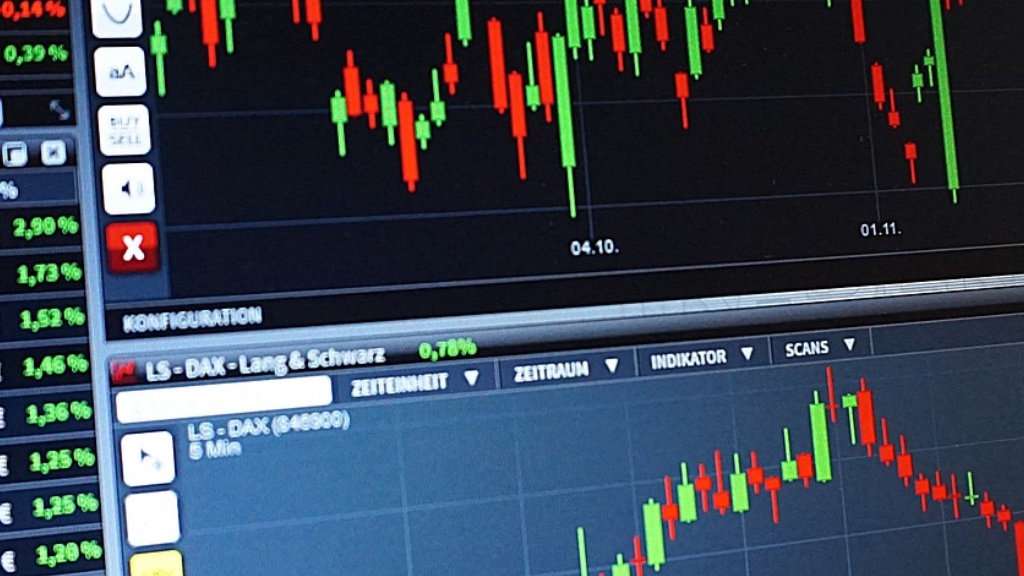 -0,14 %
0,39 %
aA
BUY
SELL
%
2,90 %
1,73 %
1,52 %
1,46 %
1,36 %
€ 1,25 %
€ 1,25 %
€ 1,20 %
X
04.10.
01.11.
KONFIGURATION
LS - DAX - Lang & Schwarz 0,78%
ZEITEINHEIT ZEITRAUM INDIKATOR SCANS
LS - DAX (846900)
5 Min